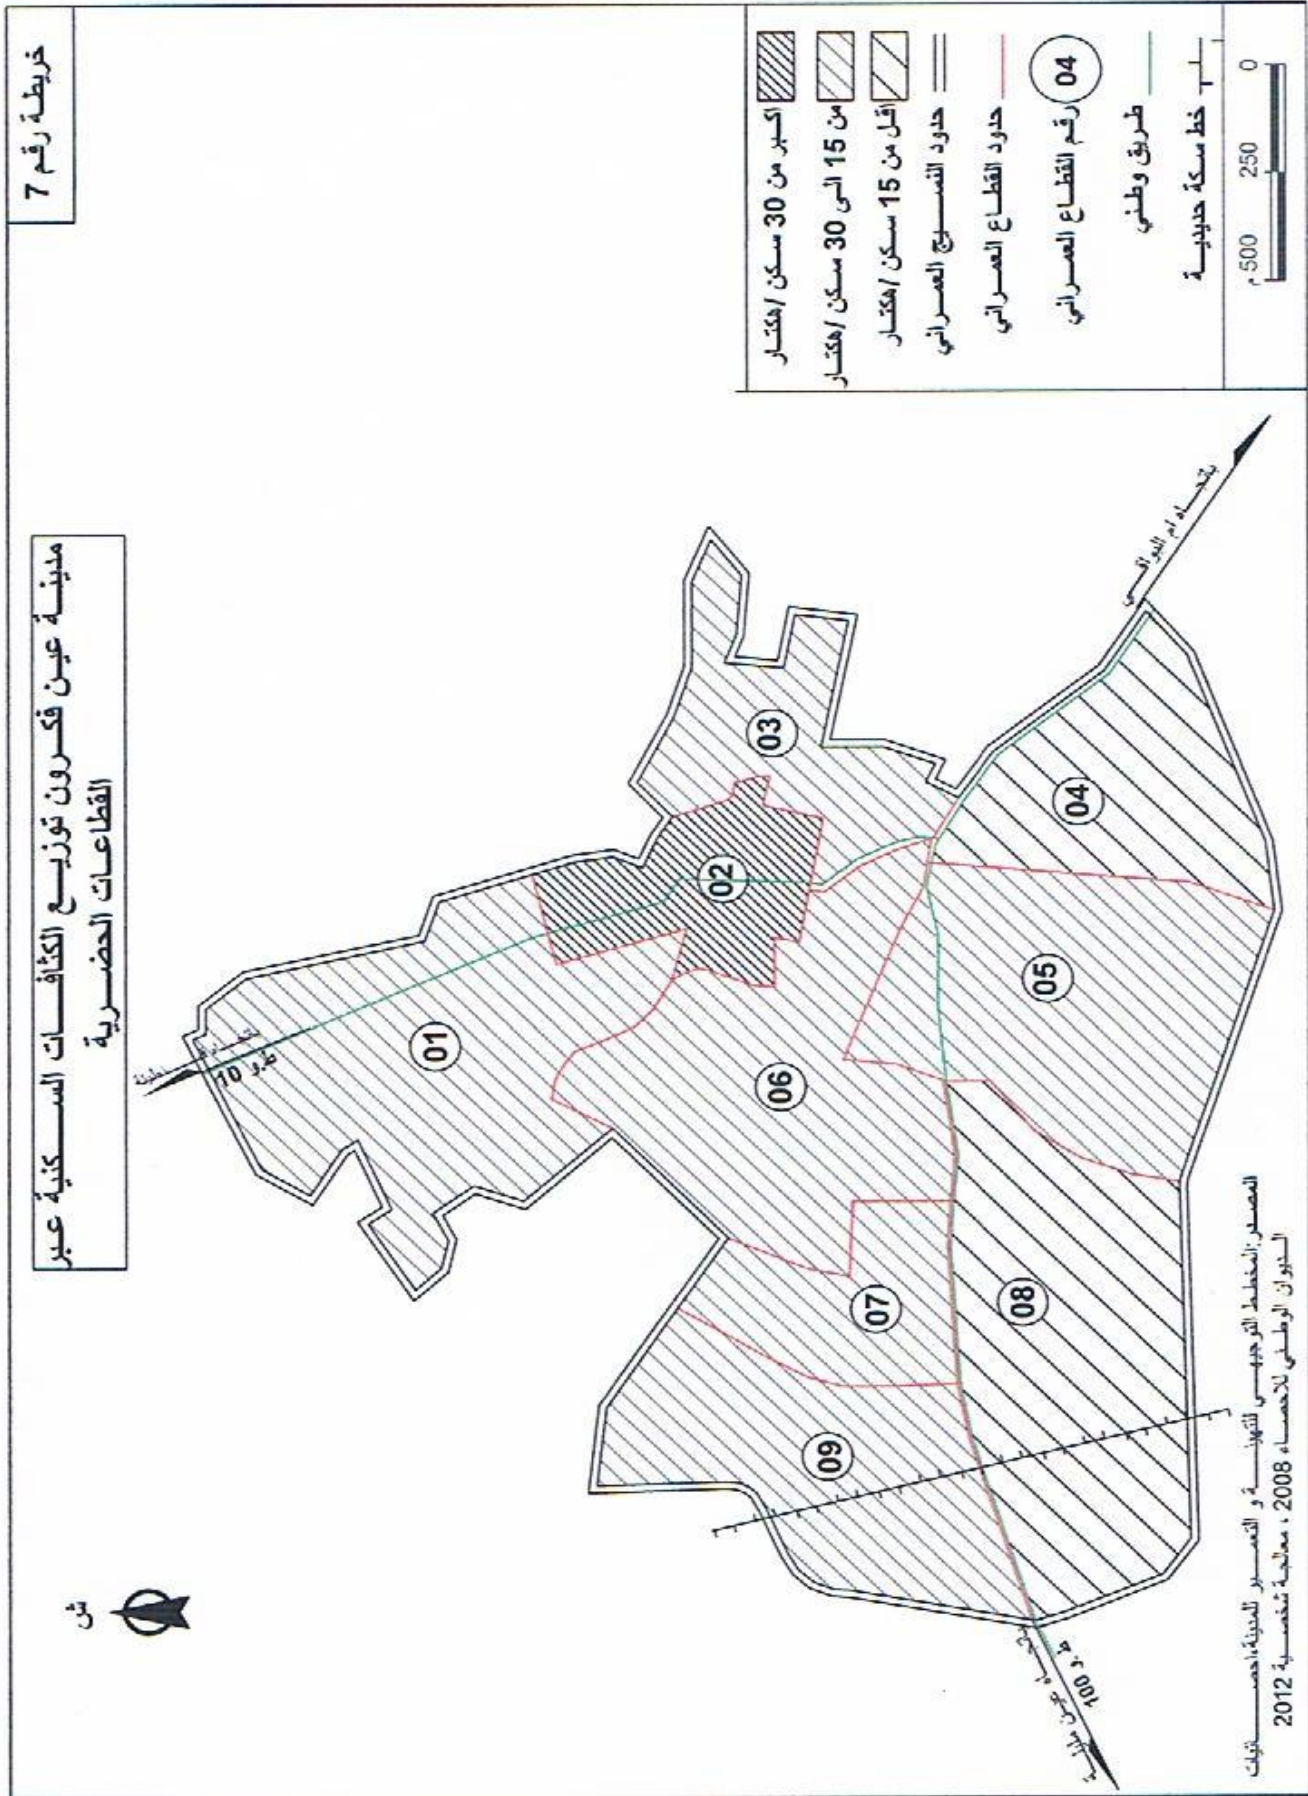 خريطة رقم 7
مدينة عين فكرون توزيع الكثافات السكنية عبر
القطاعات الحضرية
ش
ط.و 10
01
02
03
04
05
06
07
08
09
باتجاه ام البواقي
ط.و 100
اكبر من 30 سكن /هكتار
من 15 الى 30 سكن /هكتار
اقل من 15 سكن /هكتار
حدود النسيج العمراني
حدود القطاع العمراني
04
رقم القطاع العمراني
طريق وطني
خط سكة حديدية
0
250
500 م
المصدر:المخطط التوجيهي للتهيئة و التعمير للمدينة،احصائيات
الديوان الوطني للاحصاء 2008 ، معالجة شخصية 2012